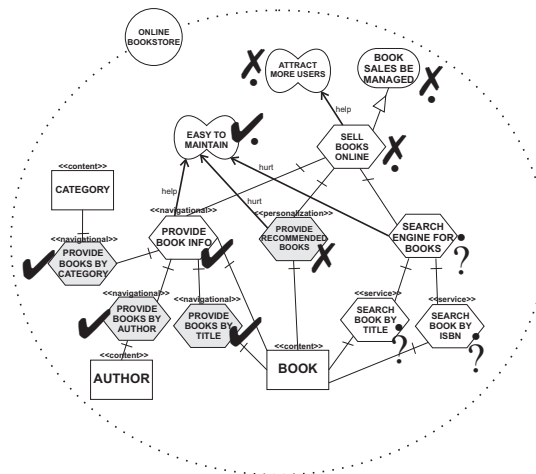 ONLINE
BOOKSTORE
ATTRACT
MORE USERS
BOOK
SALES BE
MANAGED
help
EASY TO
MAINTAIN
SELL
BOOKS
ONLINE
<<content>>
CATEGORY
help
hurt
hurt
<<navigational>>
PROVIDE
BOOK INFO
<<personalization>>
PROVIDE
RECOMMENDED
BOOKS
SEARCH
ENGINE FOR
BOOKS
?
<<navigational>>
PROVIDE
BOOKS BY
CATEGORY
<<navigational>>
PROVIDE
BOOKS BY
AUTHOR
<<navigational>>
PROVIDE
BOOKS BY
TITLE
<<service>>
SEARCH
BOOK BY
TITLE
?
<<service>>
SEARCH
BOOK BY
ISBN
?
<<content>>
AUTHOR
<<content>>
BOOK